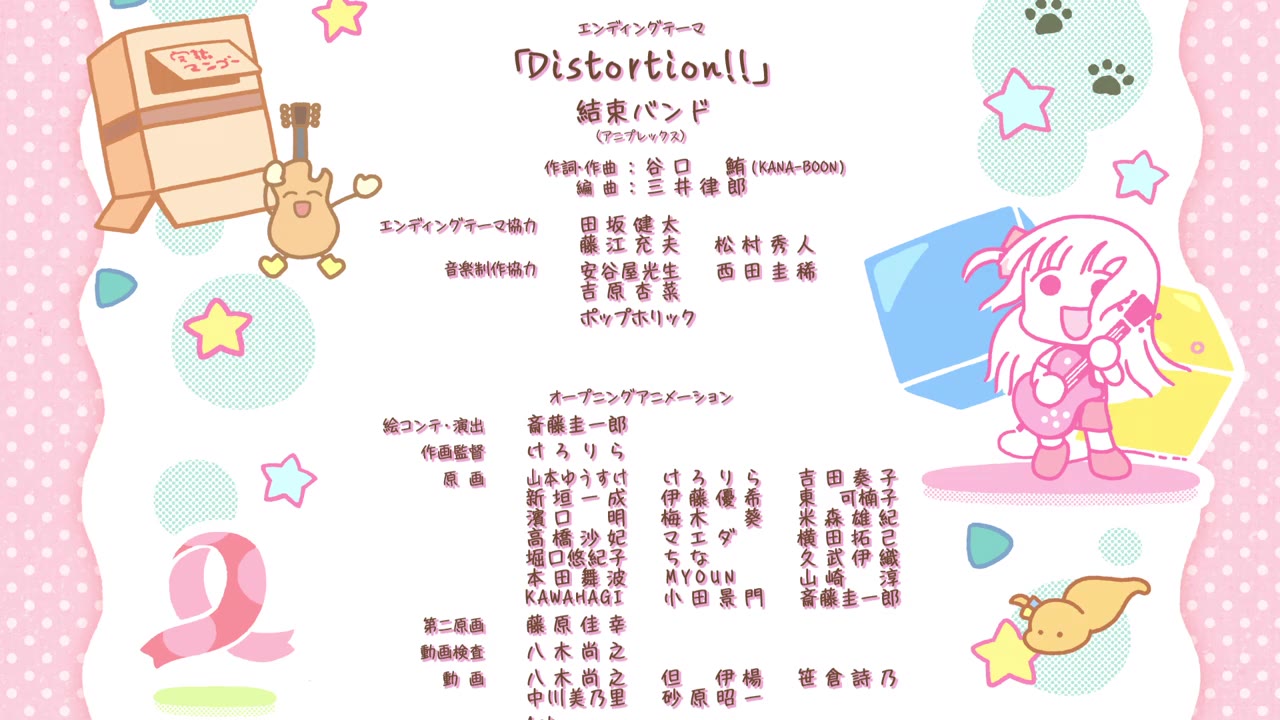 完熟
マンゴー
エンディングテーマ
「Distortion!!」
結束バンド
(アニプレックス)
作詞・作曲：谷口 鮪(KANA-BOON)
編曲：三井律郎
エンディングテーマ協力 田坂健太
藤江充夫 松村秀人
音楽制作協力 安谷屋光生 西田圭稀
吉原杏菜
ポップホリック
オープニングアニメーション
絵コンテ・演出 斎藤圭一郎
作画監督 けろりら
原画 山本ゆうすけ けろりら 吉田奏子
新垣一成 伊藤優希 東 可楠子
濱口 明 梅木 葵 米森雄紀
高橋沙妃 マエダ 横田拓己
堀口悠紀子 ちな 久武伊織
本田舞波 MYOUN 山崎 淳
KAWAHAGI 小田景門 斎藤圭一郎
第二原画 藤原佳幸
動画検査 八木尚之
動画 八木尚之 但 伊楊 笹倉詩乃
中川美乃里 砂原昭一